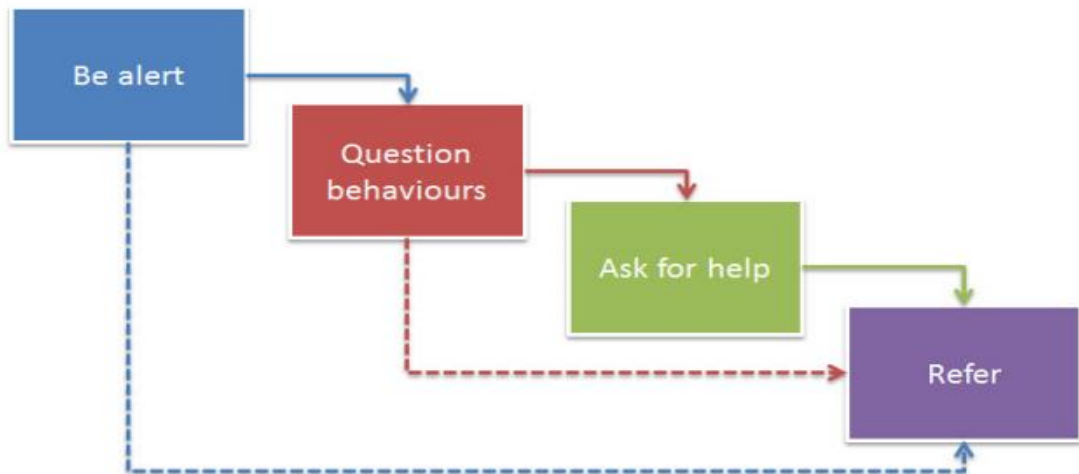 Be alert
Question
behaviours
Ask for help
Refer